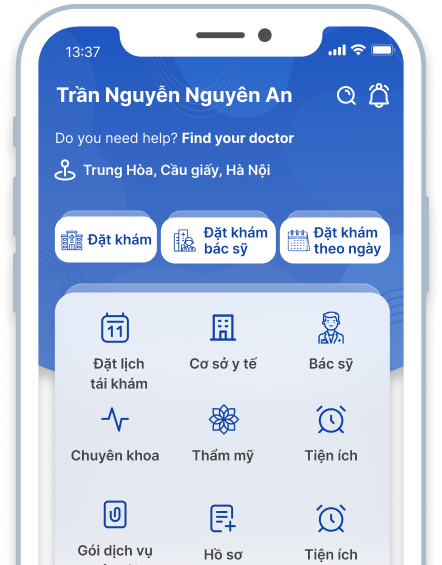 13:37
Trần Nguyễn Nguyên An
Do you need help? Find your doctor
Trung Hòa, Cầu giấy, Hà Nội
Đặt khám
Đặt khám
bác sỹ
Đặt khám
theo ngày
11
Đặt lịch
tái khám
Cơ sở y tế
Bác sỹ
Chuyên khoa
Thẩm mỹ
Tiện ích
Gói dịch vụ
Hồ sơ
Tiện ích